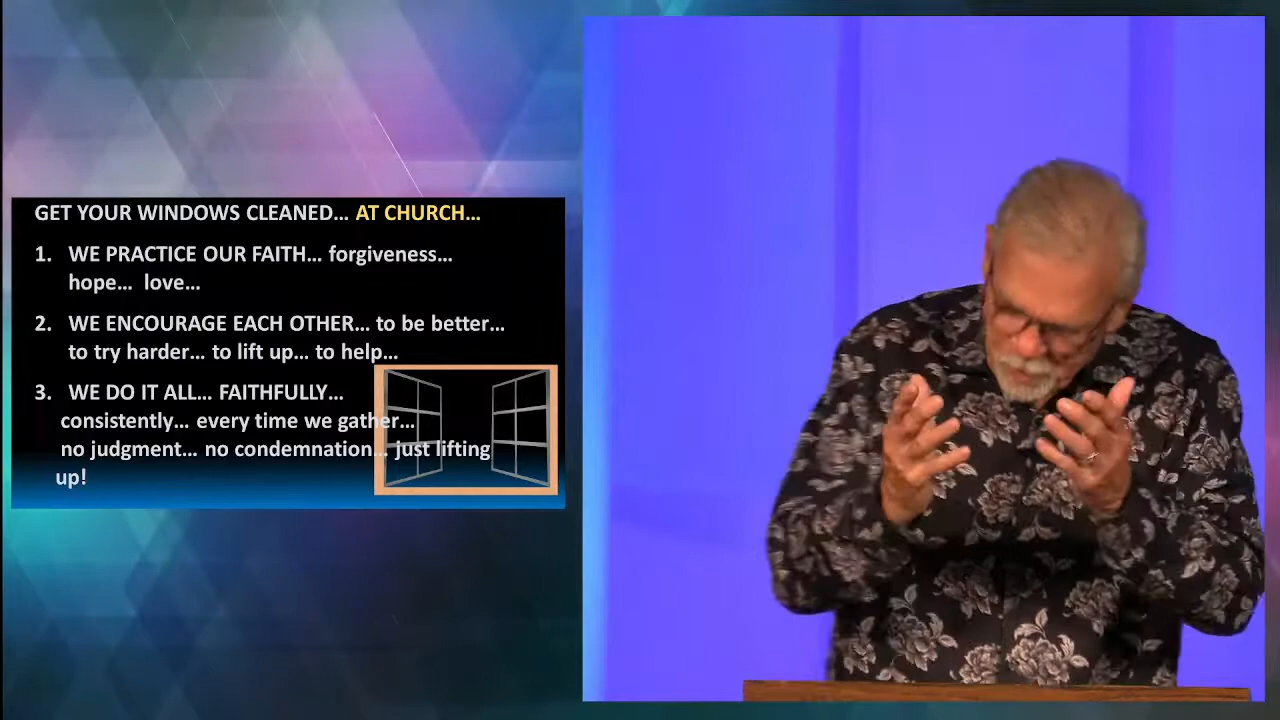 GET YOUR WINDOWS CLEANED… AT CHURCH…
1. WE PRACTICE OUR FAITH… forgiveness…
hope… love…
2. WE ENCOURAGE EACH OTHER… to be better…
to try harder… to lift up… to help…
3. WE DO IT ALL… FAITHFULLY…
consistently… every time we gather…
no judgment… no condemnation… just lifting
up!